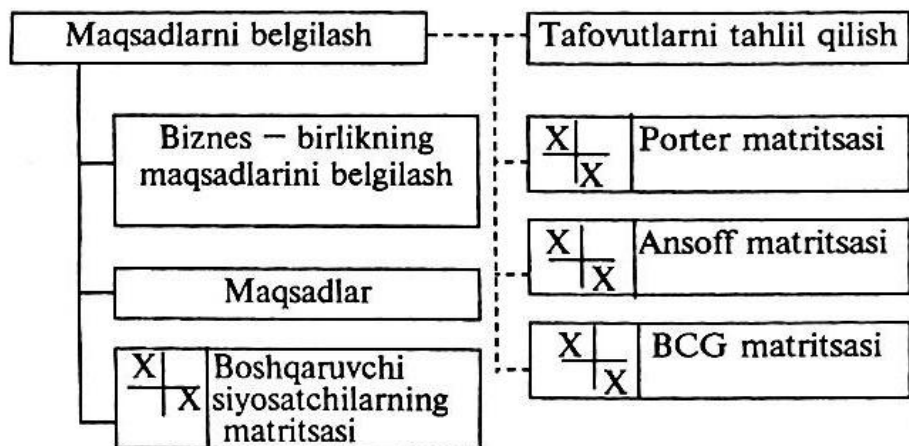 Maqsadlarni belgilash
Biznes — birlikning
maqsadlarini belgilash
Maqsadlar
X
X
Boshqaruvchi
siyosatchilarning
matritsasi
Tafovutlarni tahlil qilish
X
X
Porter matritsasi
X
X
Ansoff matritsasi
X
X
BCG matritsasi